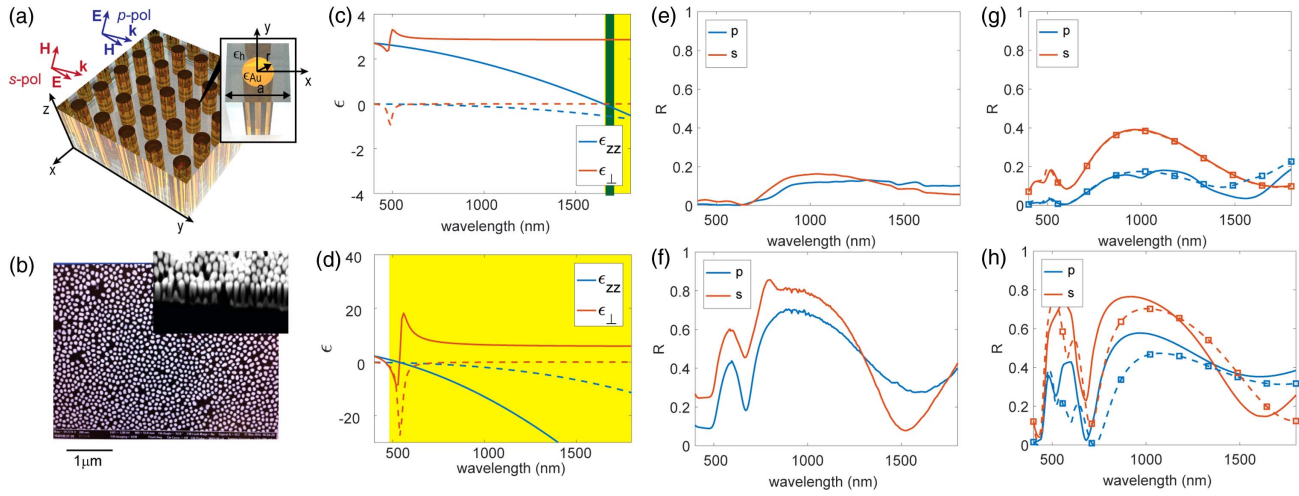 (a)
E p-pol
k
H
H
k
s-pol E
z
x
y
y
ϵh
r
x
ϵAu
a
(b)
1μm
(c)
4
2
0
-2
-4
ϵ
ϵzz
ϵ⊥
500 1000 1500
wavelength (nm)
(d)
40
20
0
-20
ϵ
ϵzz
ϵ⊥
500 1000 1500
wavelength (nm)
(e)
1
0.8
0.6
0.4
0.2
0
R
p
s
500 1000 1500
wavelength (nm)
(f)
1
0.8
0.6
0.4
0.2
0
R
p
s
500 1000 1500
wavelength (nm)
(g)
1
0.8
0.6
0.4
0.2
0
R
p
s
500 1000 1500
wavelength (nm)
(h)
1
0.8
0.6
0.4
0.2
0
R
p
s
500 1000 1500
wavelength (nm)